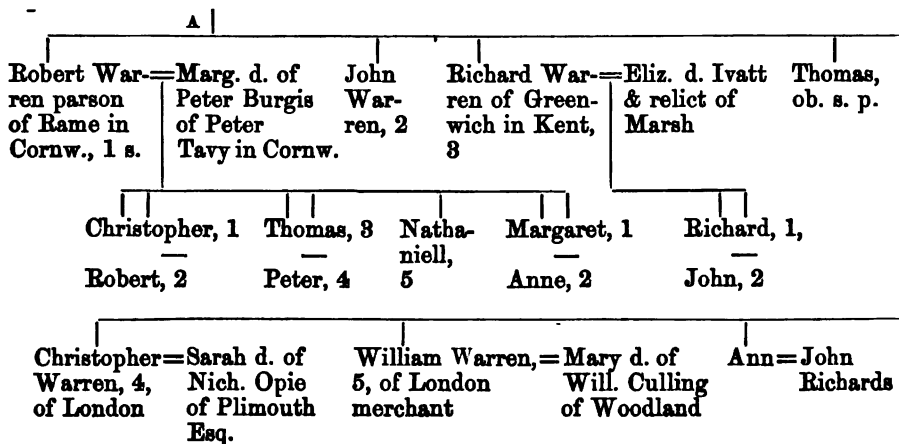 A
Robert War-=Marg. d. of John Richard War-=Eliz. d. Ivatt Thomas,
ren parson Peter Burgis War- ren of Green- & relict of ob. s. p.
of Rame in of Peter ren, 2 wich in Kent, Marsh
Cornw., 1 s. Tavy in Cornw. 3
Christopher, 1 Thomas, 3 Natha- Margaret, 1 Richard, 1,
niell,
Robert, 2 Peter, 4 5 Anne, 2 John, 2
Christopher=Sarah d. of William Warren,=Mary d. of Ann=John
Warren, 4, Nich. Opie 5, of London Will. Culling Richards
of London of Plimouth merchant of Woodland
Esq.